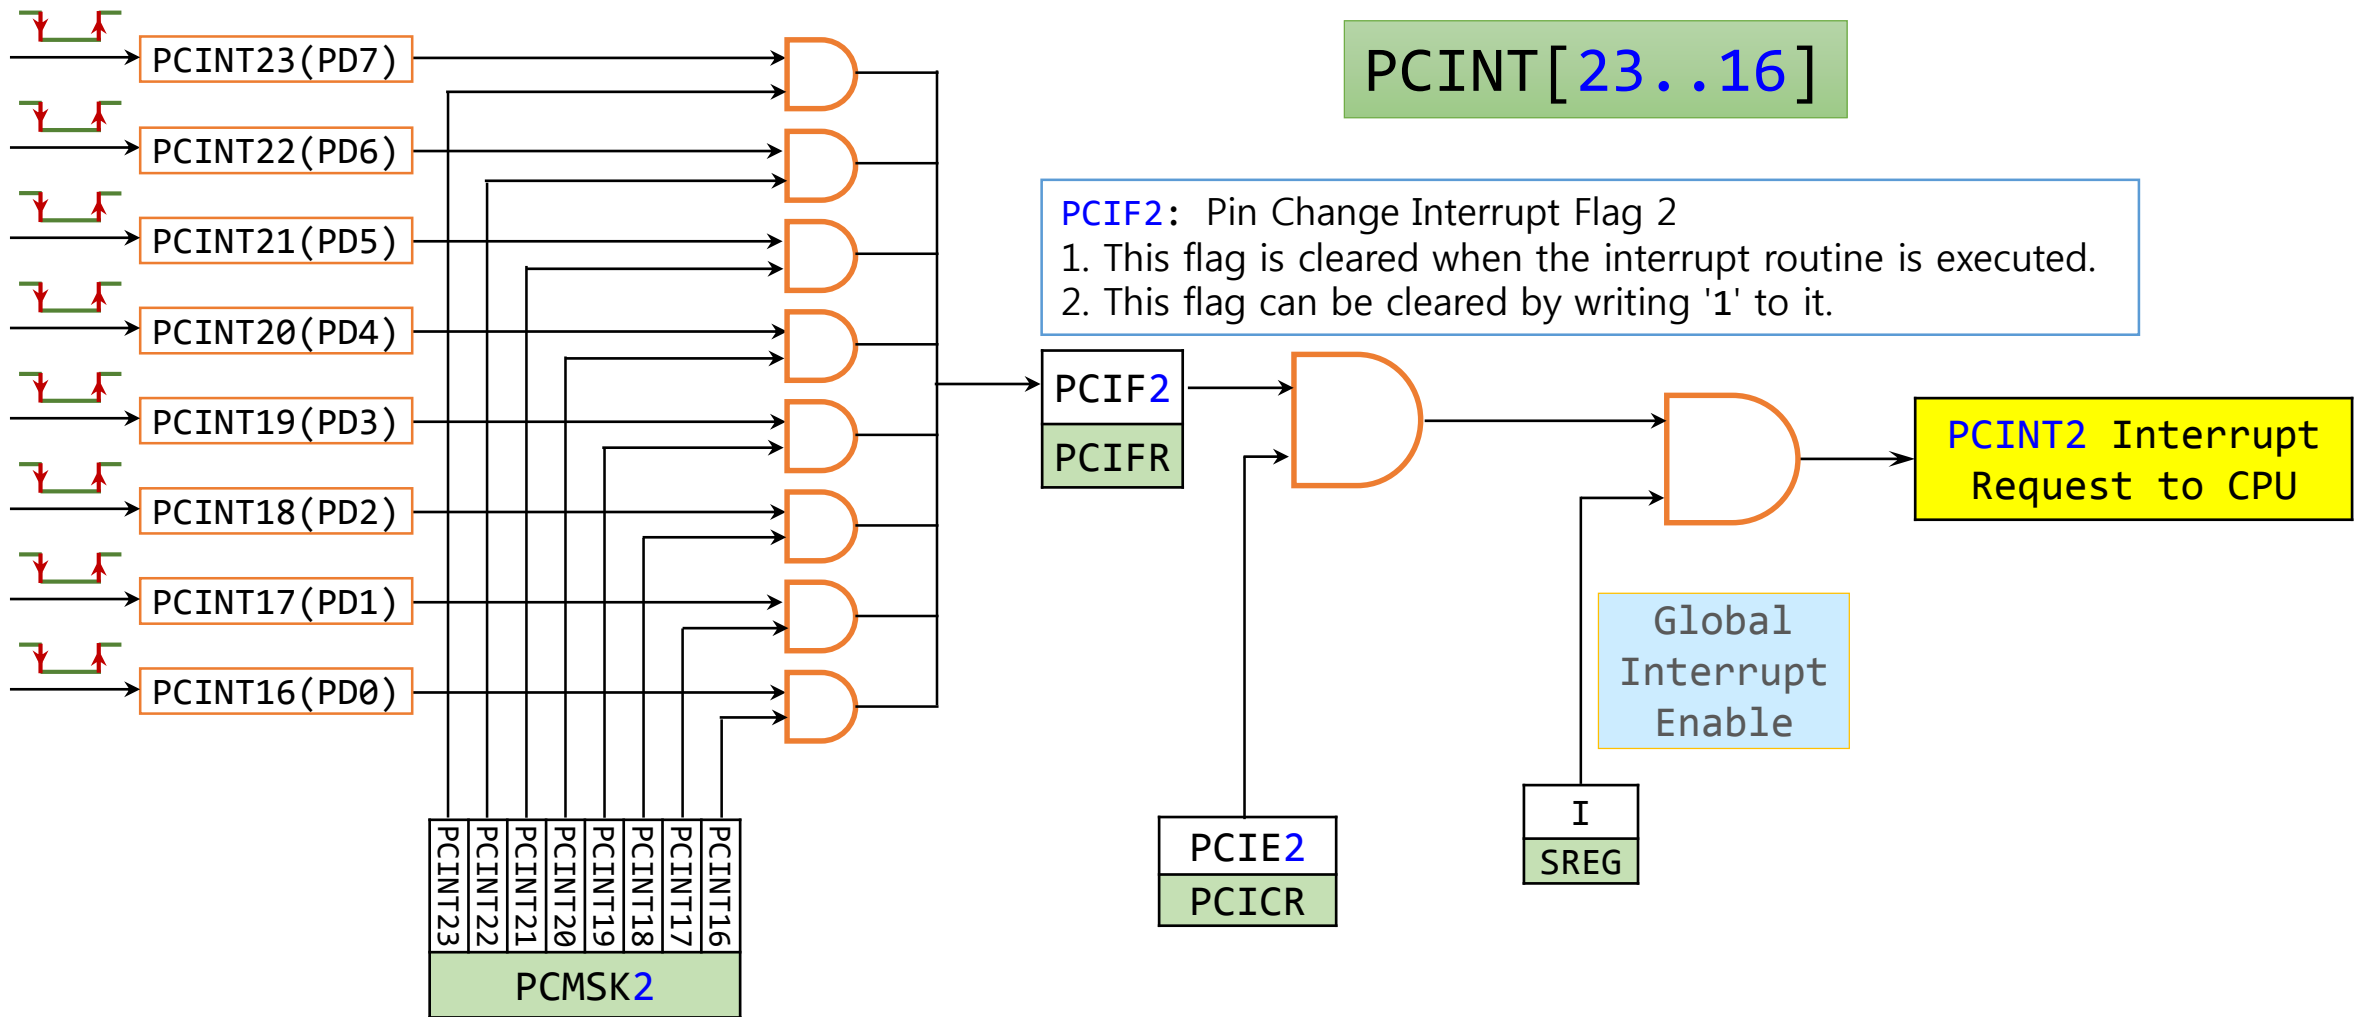 PCINT[23..16]
PCINT23(PD7)
PCINT22(PD6)
PCINT21(PD5)
PCINT20(PD4)
PCINT19(PD3)
PCINT18(PD2)
PCINT17(PD1)
PCINT16(PD0)
PCIF2: Pin Change Interrupt Flag 2
1. This flag is cleared when the interrupt routine is executed.
2. This flag can be cleared by writing '1' to it.
PCIF2
PCIFR
PCINT2 Interrupt
Request to CPU
Global
Interrupt
Enable
I
SREG
PCIE2
PCICR
PCINT23
PCINT22
PCINT21
PCINT20
PCINT19
PCINT18
PCINT17
PCINT16
PCMSK2